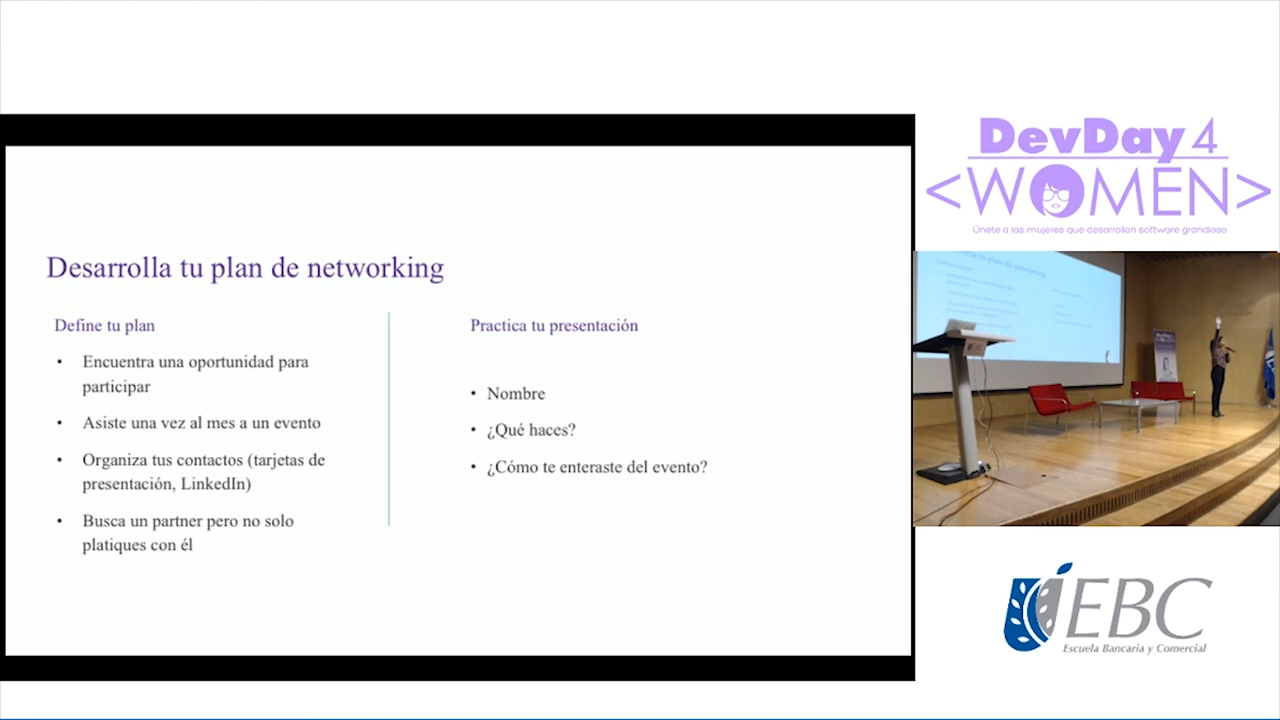 Desarrolla tu plan de networking
Define tu plan
• Encuentra una oportunidad para
participar
• Asiste una vez al mes a un evento
• Organiza tus contactos (tarjetas de
presentación, LinkedIn)
• Busca un partner pero no solo
platiques con él
Practica tu presentación
• Nombre
• ¿Qué haces?
• ¿Cómo te enteraste del evento?
DevDay4
<WOMEN>
Únete a las mujeres que desarrollan software grandioso
EBC
Escuela Bancaria y Comercial